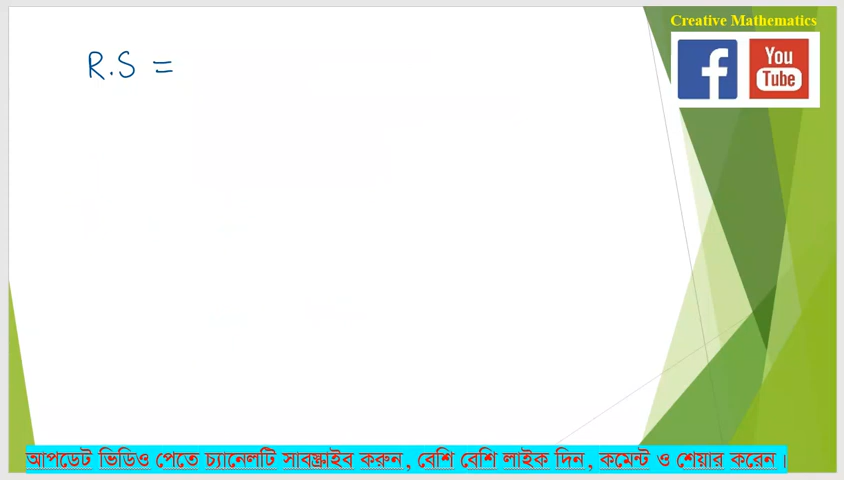 Creative Mathematics
R.S =
f
You
Tube
আপডেট ভিডিও পেতে চ্যানেলটি সাবস্ক্রাইব করুন, বেশি বেশি লাইক দিন, কমেন্ট ও শেয়ার করেন।